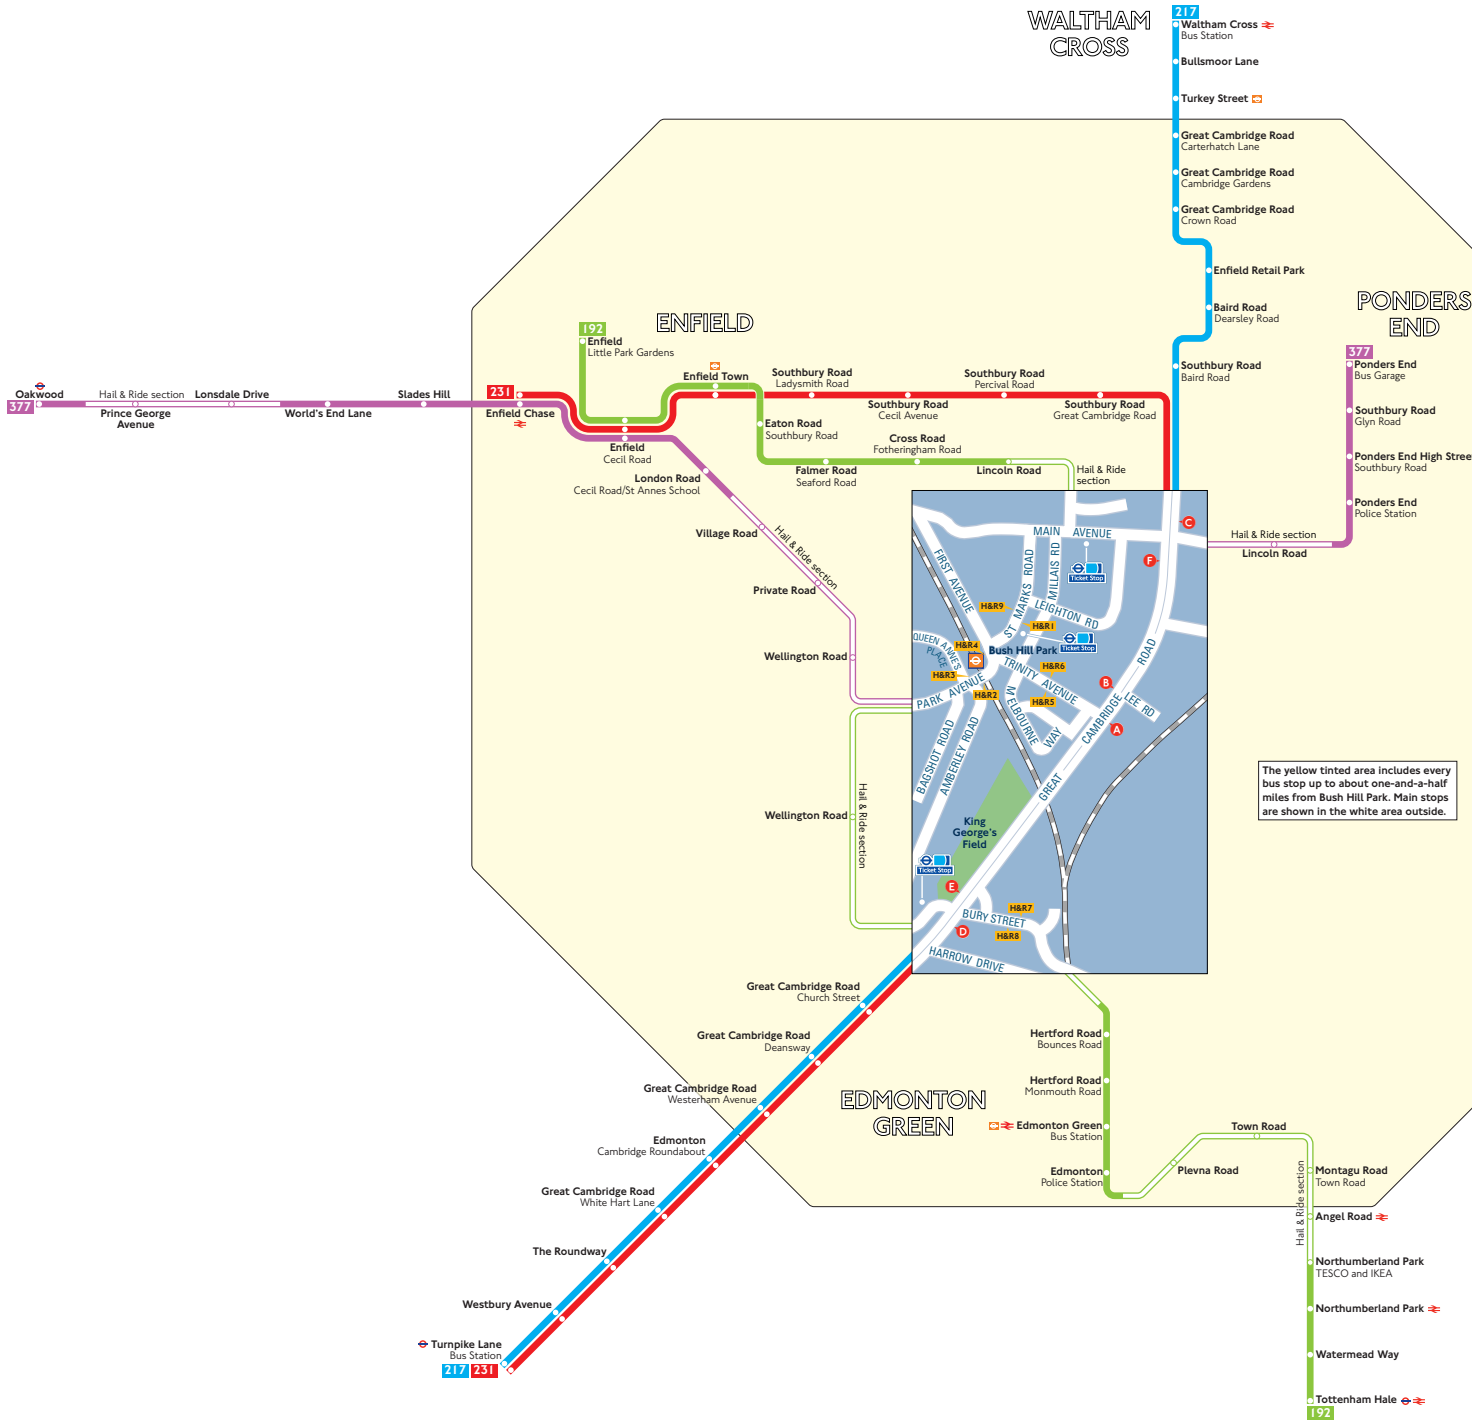 217
WALTHAM
CROSS
Waltham Cross
Bus Station
Bullsmoor Lane
Turkey Street
Great Cambridge Road
Carterhatch Lane
Great Cambridge Road
Cambridge Gardens
Great Cambridge Road
Crown Road
Enfield Retail Park
Baird Road
Dearsley Road
Southbury Road
Baird Road
PONDERS
END
377
Ponders End
Bus Garage
Southbury Road
Glyn Road
Ponders End High Street
Southbury Road
Ponders End
Police Station
Hail & Ride section
Lincoln Road
ENFIELD
192
Enfield
Little Park Gardens
Enfield Town
Southbury Road
Ladysmith Road
Southbury Road
Percival Road
Southbury Road
Cecil Avenue
Southbury Road
Great Cambridge Road
Oakwood
377
Hail & Ride section
Prince George
Avenue
Lonsdale Drive
World's End Lane
Slades Hill
231
Enfield Chase
Enfield
Cecil Road
Eaton Road
Southbury Road
Cross Road
Fotheringham Road
Falmer Road
Seaford Road
Lincoln Road
Hail & Ride
section
London Road
Cecil Road/St Annes School
Village Road
Hail & Ride section
Private Road
Wellington Road
Wellington Road
Hail & Ride section
MAIN AVENUE
C
F
FIRST AVENUE
ST MARKS ROAD
MILLAIS RD
Ticket Stop
H&R9
LEIGHTON RD
H&R1
Ticket Stop
QUEEN ANNE'S
PLACE
H&R4
Bush Hill Park
H&R3
TRINITY AVENUE
H&R6
ROAD
B
PARK AVENUE
H&R2
H&R5
LEE RD
MELBOURNE
WAY
CAMBRIDGE
A
BAGSHOT ROAD
AMBERLEY ROAD
GREAT
King
George's
Field
Ticket Stop
E
H&R7
BURY STREET
D
H&R8
HARROW DRIVE
The yellow tinted area includes every
bus stop up to about one-and-a-half
miles from Bush Hill Park. Main stops
are shown in the white area outside.
Great Cambridge Road
Church Street
Great Cambridge Road
Deansway
Great Cambridge Road
Westerham Avenue
Edmonton
Cambridge Roundabout
Great Cambridge Road
White Hart Lane
The Roundway
Westbury Avenue
Turnpike Lane
Bus Station
217
231
EDMONTON
GREEN
Hertford Road
Bounces Road
Hertford Road
Monmouth Road
Edmonton Green
Bus Station
Edmonton
Police Station
Plevna Road
Town Road
Montagu Road
Town Road
Hail & Ride section
Angel Road
Northumberland Park
TESCO and IKEA
Northumberland Park
Watermead Way
Tottenham Hale
192